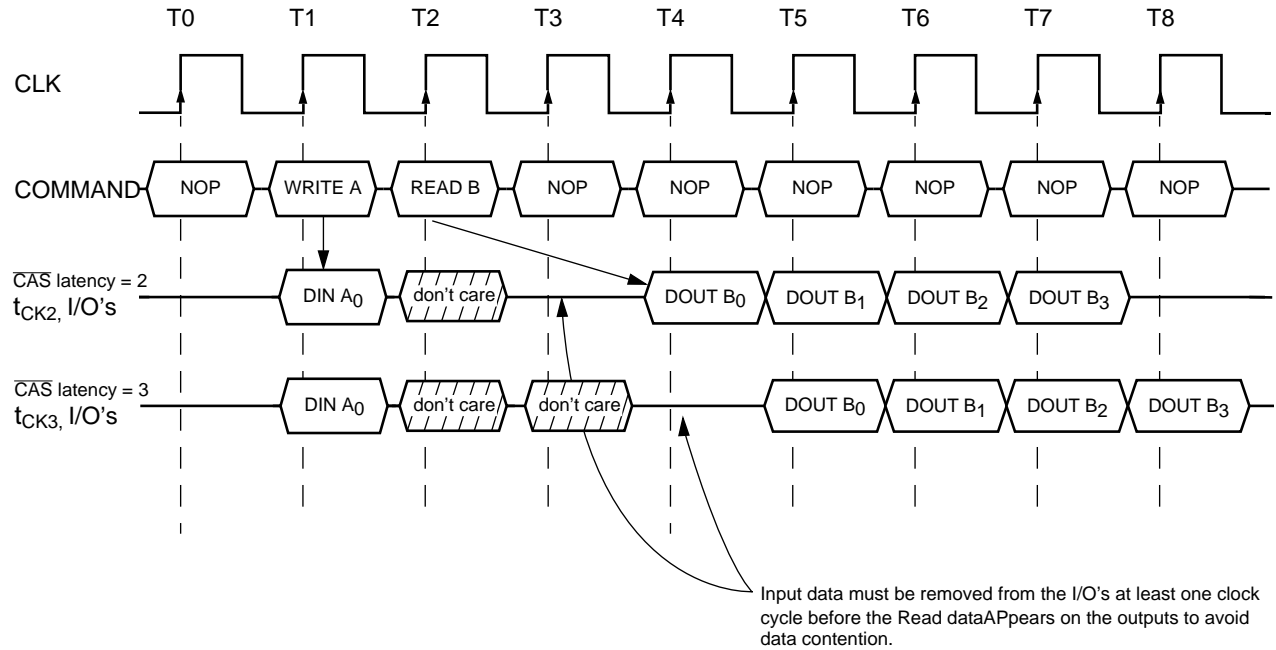 T0 T1 T2 T3 T4 T5 T6 T7 T8
CLK
COMMAND NOP WRITE A READ B NOP NOP NOP NOP NOP NOP
CAS latency = 2
tCK2, I/O's DIN A0 don't care DOUT B0 DOUT B1 DOUT B2 DOUT B3
CAS latency = 3
tCK3, I/O's DIN A0 don't care don't care DOUT B0 DOUT B1 DOUT B2 DOUT B3
Input data must be removed from the I/O's at least one clock
cycle before the Read dataAPpears on the outputs to avoid
data contention.